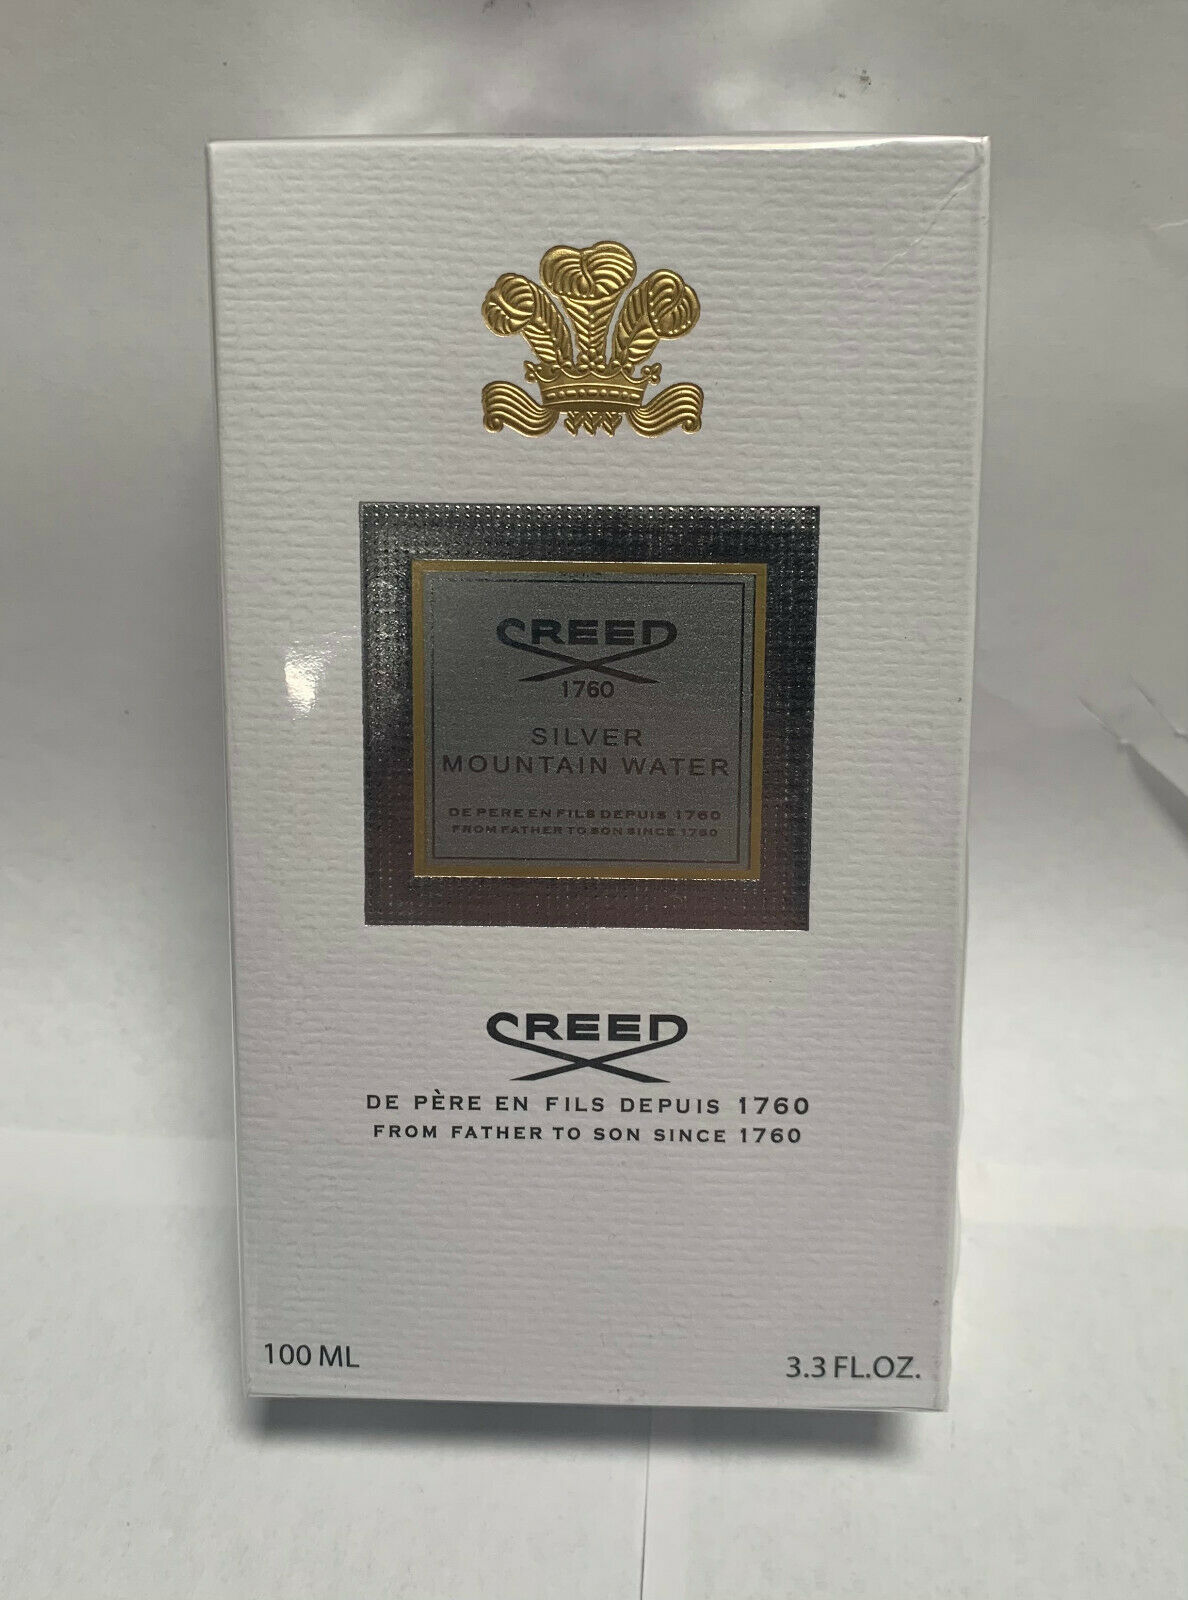 CREED
1760
SILVER
MOUNTAIN WATER
DE PERE EN FILS DEPUIS 1760
FROM FATHER TO SON SINCE 1760
CREED
DE PÈRE EN FILS DEPUIS 1760
FROM FATHER TO SON SINCE 1760
100 ML
3.3 FL.OZ.